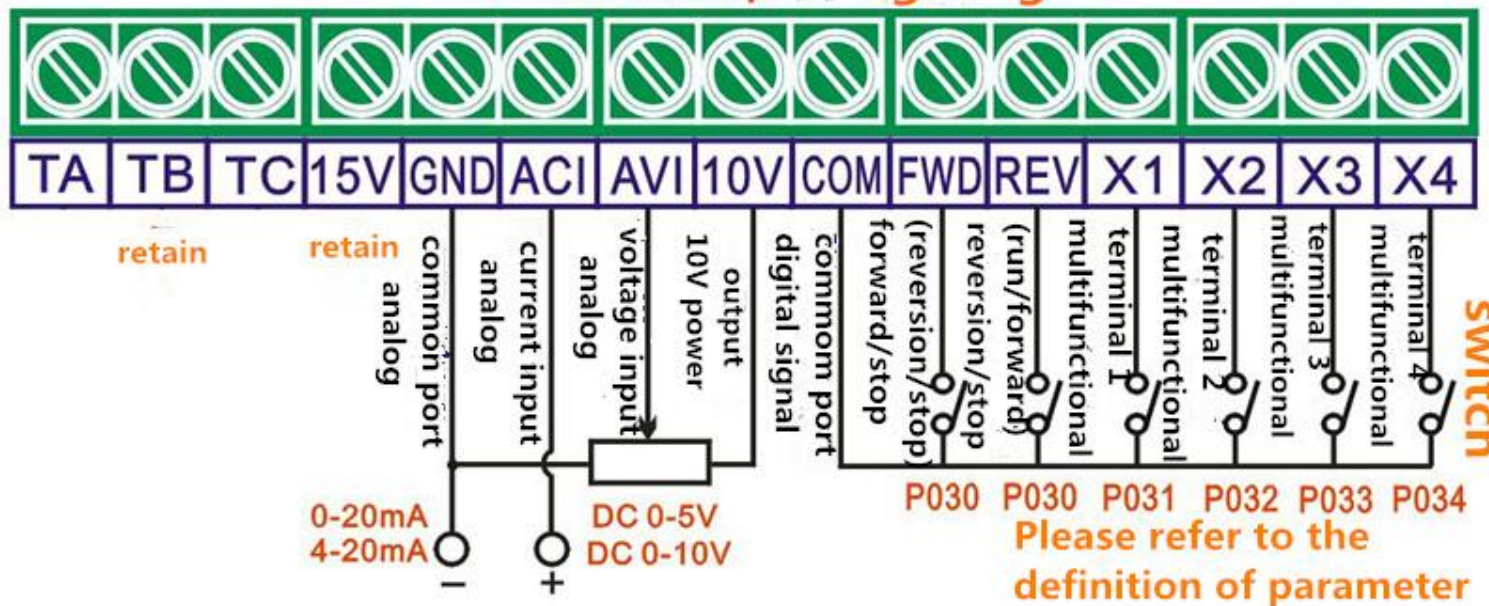 TA TB TC 15V GND ACI AVI 10V COM FWD REV X1 X2 X3 X4
retain
retain
common port
analog
current input
analog
voltage input
analog
output
10V power
commom port
digital signal
(reversion/stop)
forward/stop
(run/forward)
reversion/stop
terminal 1
multifunctional
terminal 2
multifunctional
terminal 3
multifunctional
terminal 4
multifunctional
switch
0-20mA
4-20mA
DC 0-5V
DC 0-10V
− +
P030 P030 P031 P032 P033 P034
Please refer to the
definition of parameter